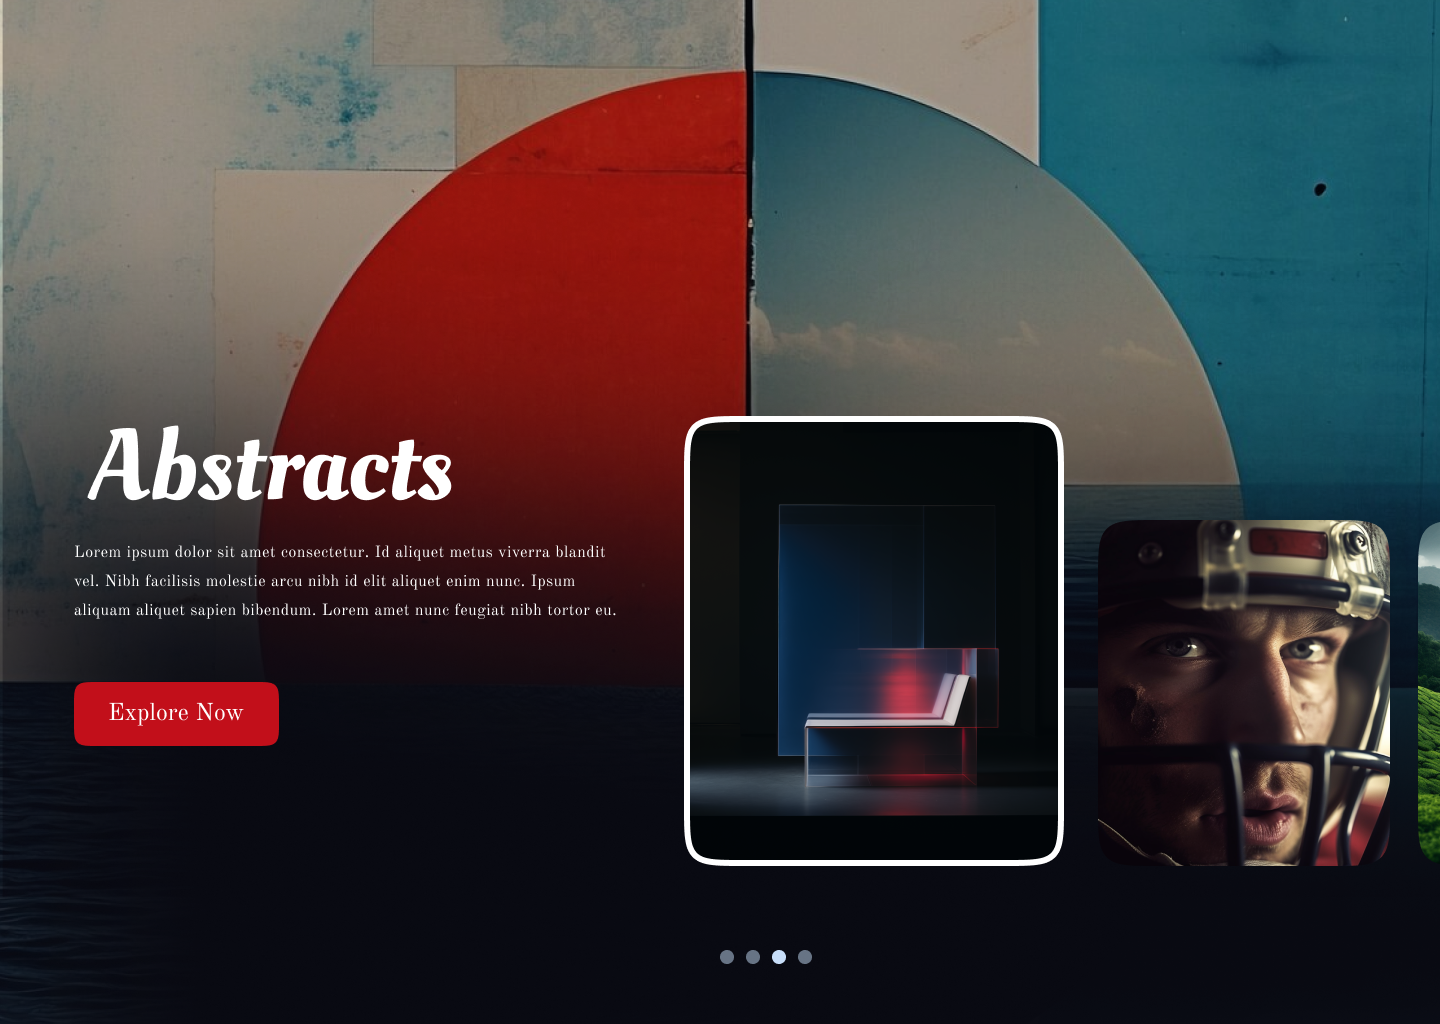 Abstracts
Lorem ipsum dolor sit amet consectetur. Id aliquet metus viverra blandit
vel. Nibh facilisis molestie arcu nibh id elit aliquet enim nunc. Ipsum
aliquam aliquet sapien bibendum. Lorem amet nunc feugiat nibh tortor eu.
Explore Now